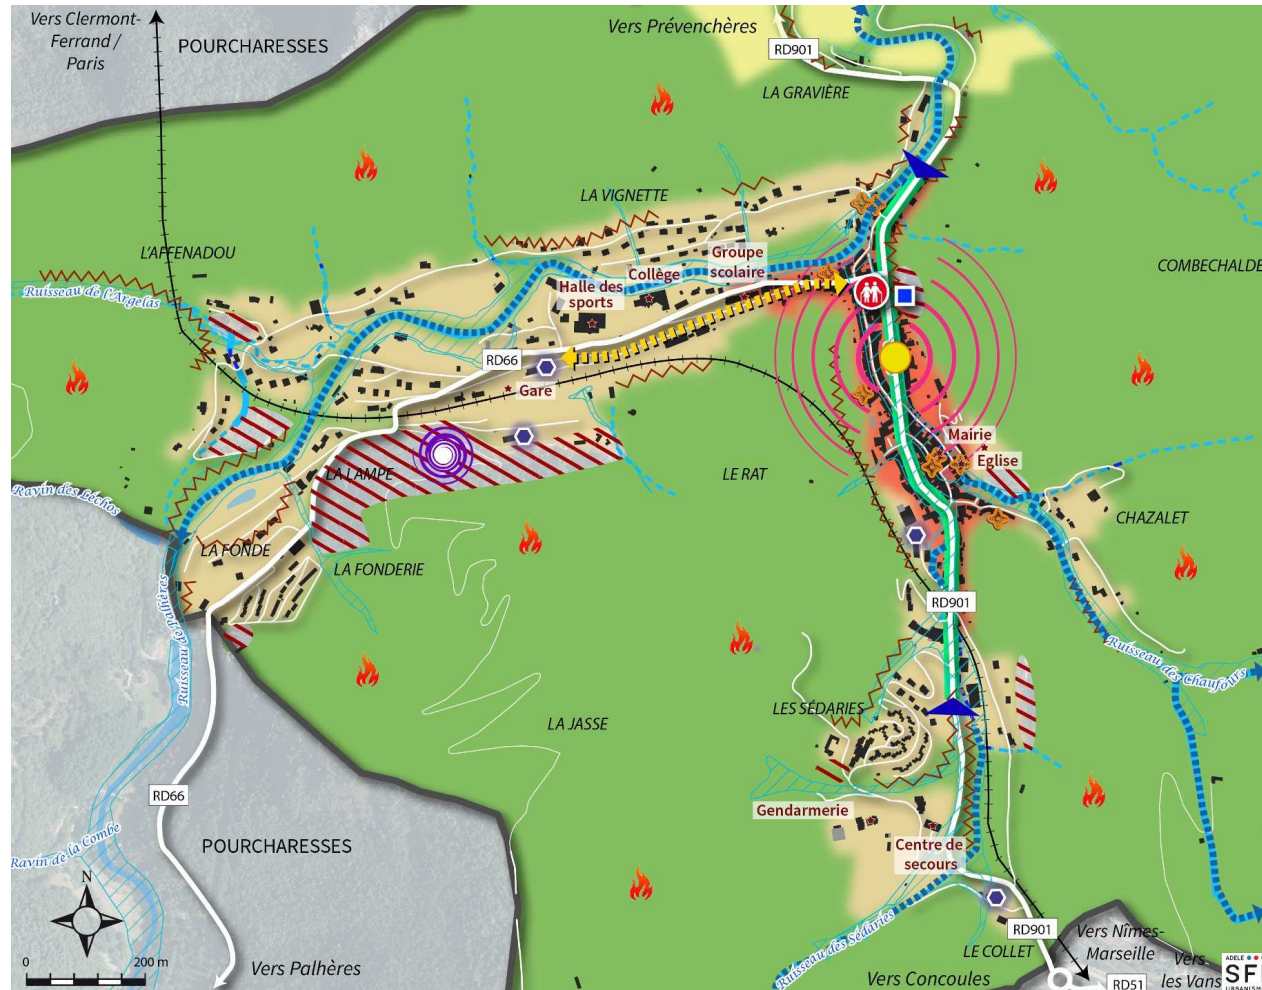 Vers Clermont-
Ferrand /
Paris
POURCHARESSES
Vers Prévenchères
RD901
LA GRAVIÈRE
LA VIGNETTE
L'AFFENADOU
COMBECHALDE
Groupe
scolaire
Collège
Halle des
sports
Ruisseau de l'Argelas
RD66
Gare
Mairie
Eglise
LA LAMPE
LE RAT
Ravin des Léchos
CHAZALET
LA FONDE
LA FONDERIE
RD901
Ruisseau de Palhères
Ruisseau des Chaufours
LA JASSE
LES SÉDARIES
RD66
Gendarmerie
Ravin de la Combe
POURCHARESSES
Centre de
secours
N
Ruisseau des Sédaries
RD901
Vers Nîmes-
Marseille
LE COLLET
0
200 m
Vers Palhères
Vers Concoules
Vers
les Vans
RD51
ADELE
SF
URBANISM